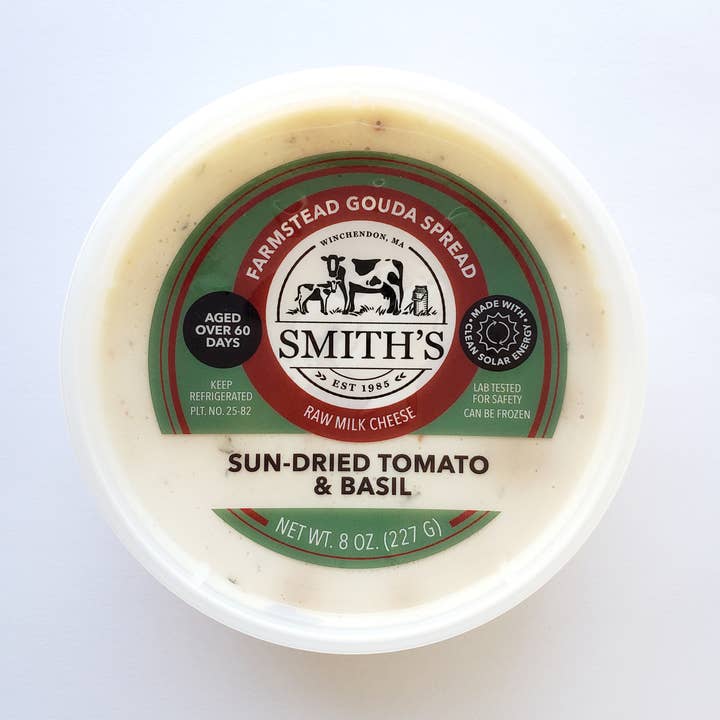 FARMSTEAD GOUDA SPREAD
WINCHENDON, MA
AGED
OVER 60
DAYS
SMITH'S
EST 1985
MADE WITH
• CLEAN SOLAR ENERGY •
KEEP
REFRIGERATED
PLT. NO. 25-82
LAB TESTED
FOR SAFETY
CAN BE FROZEN
RAW MILK CHEESE
SUN-DRIED TOMATO
& BASIL
NET WT. 8 OZ. (227 G)